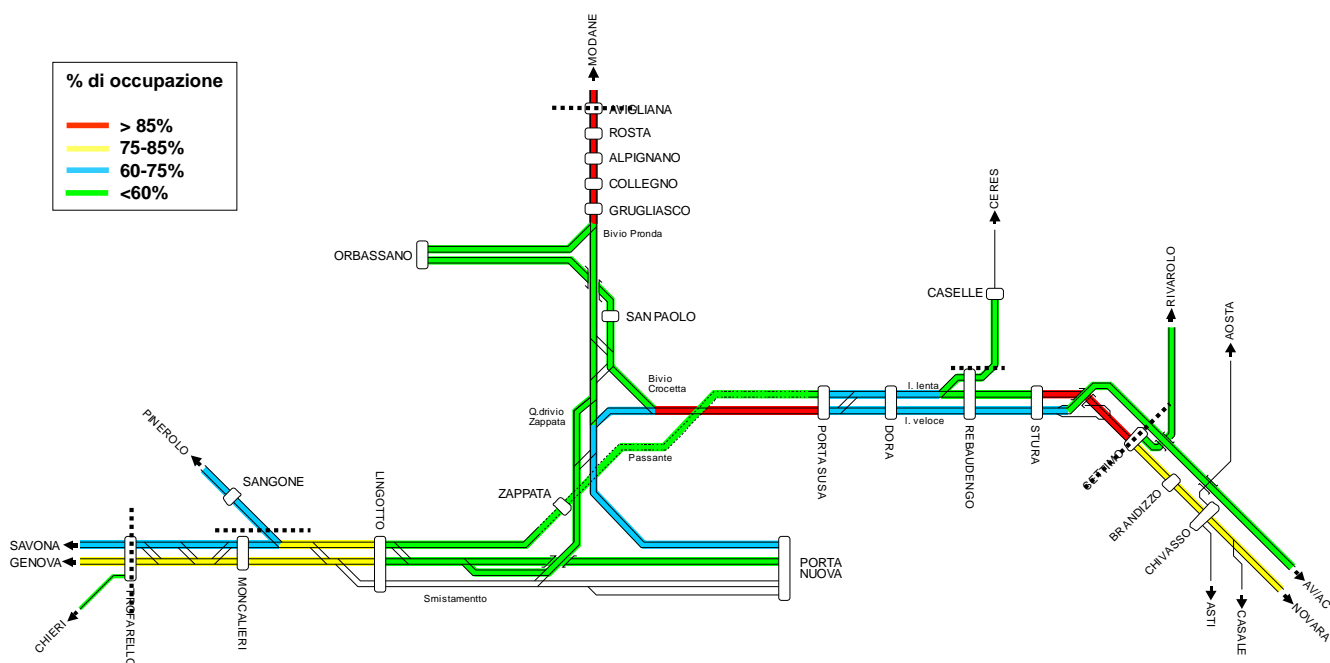 % di occupazione
> 85%
75-85%
60-75%
<60%
MODANE
AVIGLIANA
ROSTA
ALPIGNANO
COLLEGNO
GRUGLIASCO
Bivio Pronda
ORBASSANO
SAN PAOLO
Bivio
Crocetta
Q.drivio
Zappata
Passante
ZAPPATA
CERES
CASELLE
RIVAROLO
AOSTA
l. lenta
l. veloce
PORTA SUSA
DORA
REBAUDENGO
STURA
SETTIMO
BRANDIZZO
CHIVASSO
AV/AC
NOVARA
ASTI
CASALE
PINEROLO
SANGONE
LINGOTTO
SAVONA
GENOVA
CHIERI
TROFARELLO
MONCALIERI
Smistamentto
PORTA
NUOVA